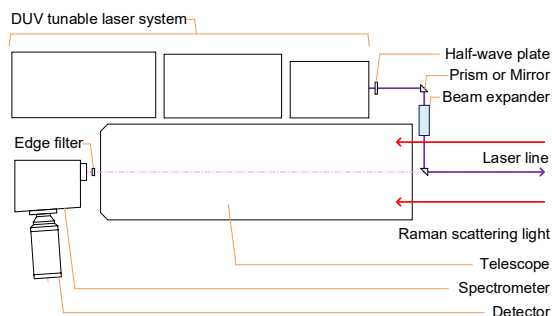 DUV tunable laser system
Half-wave plate
Prism or Mirror
Beam expander
Edge filter
Laser line
Raman scattering light
Telescope
Spectrometer
Detector